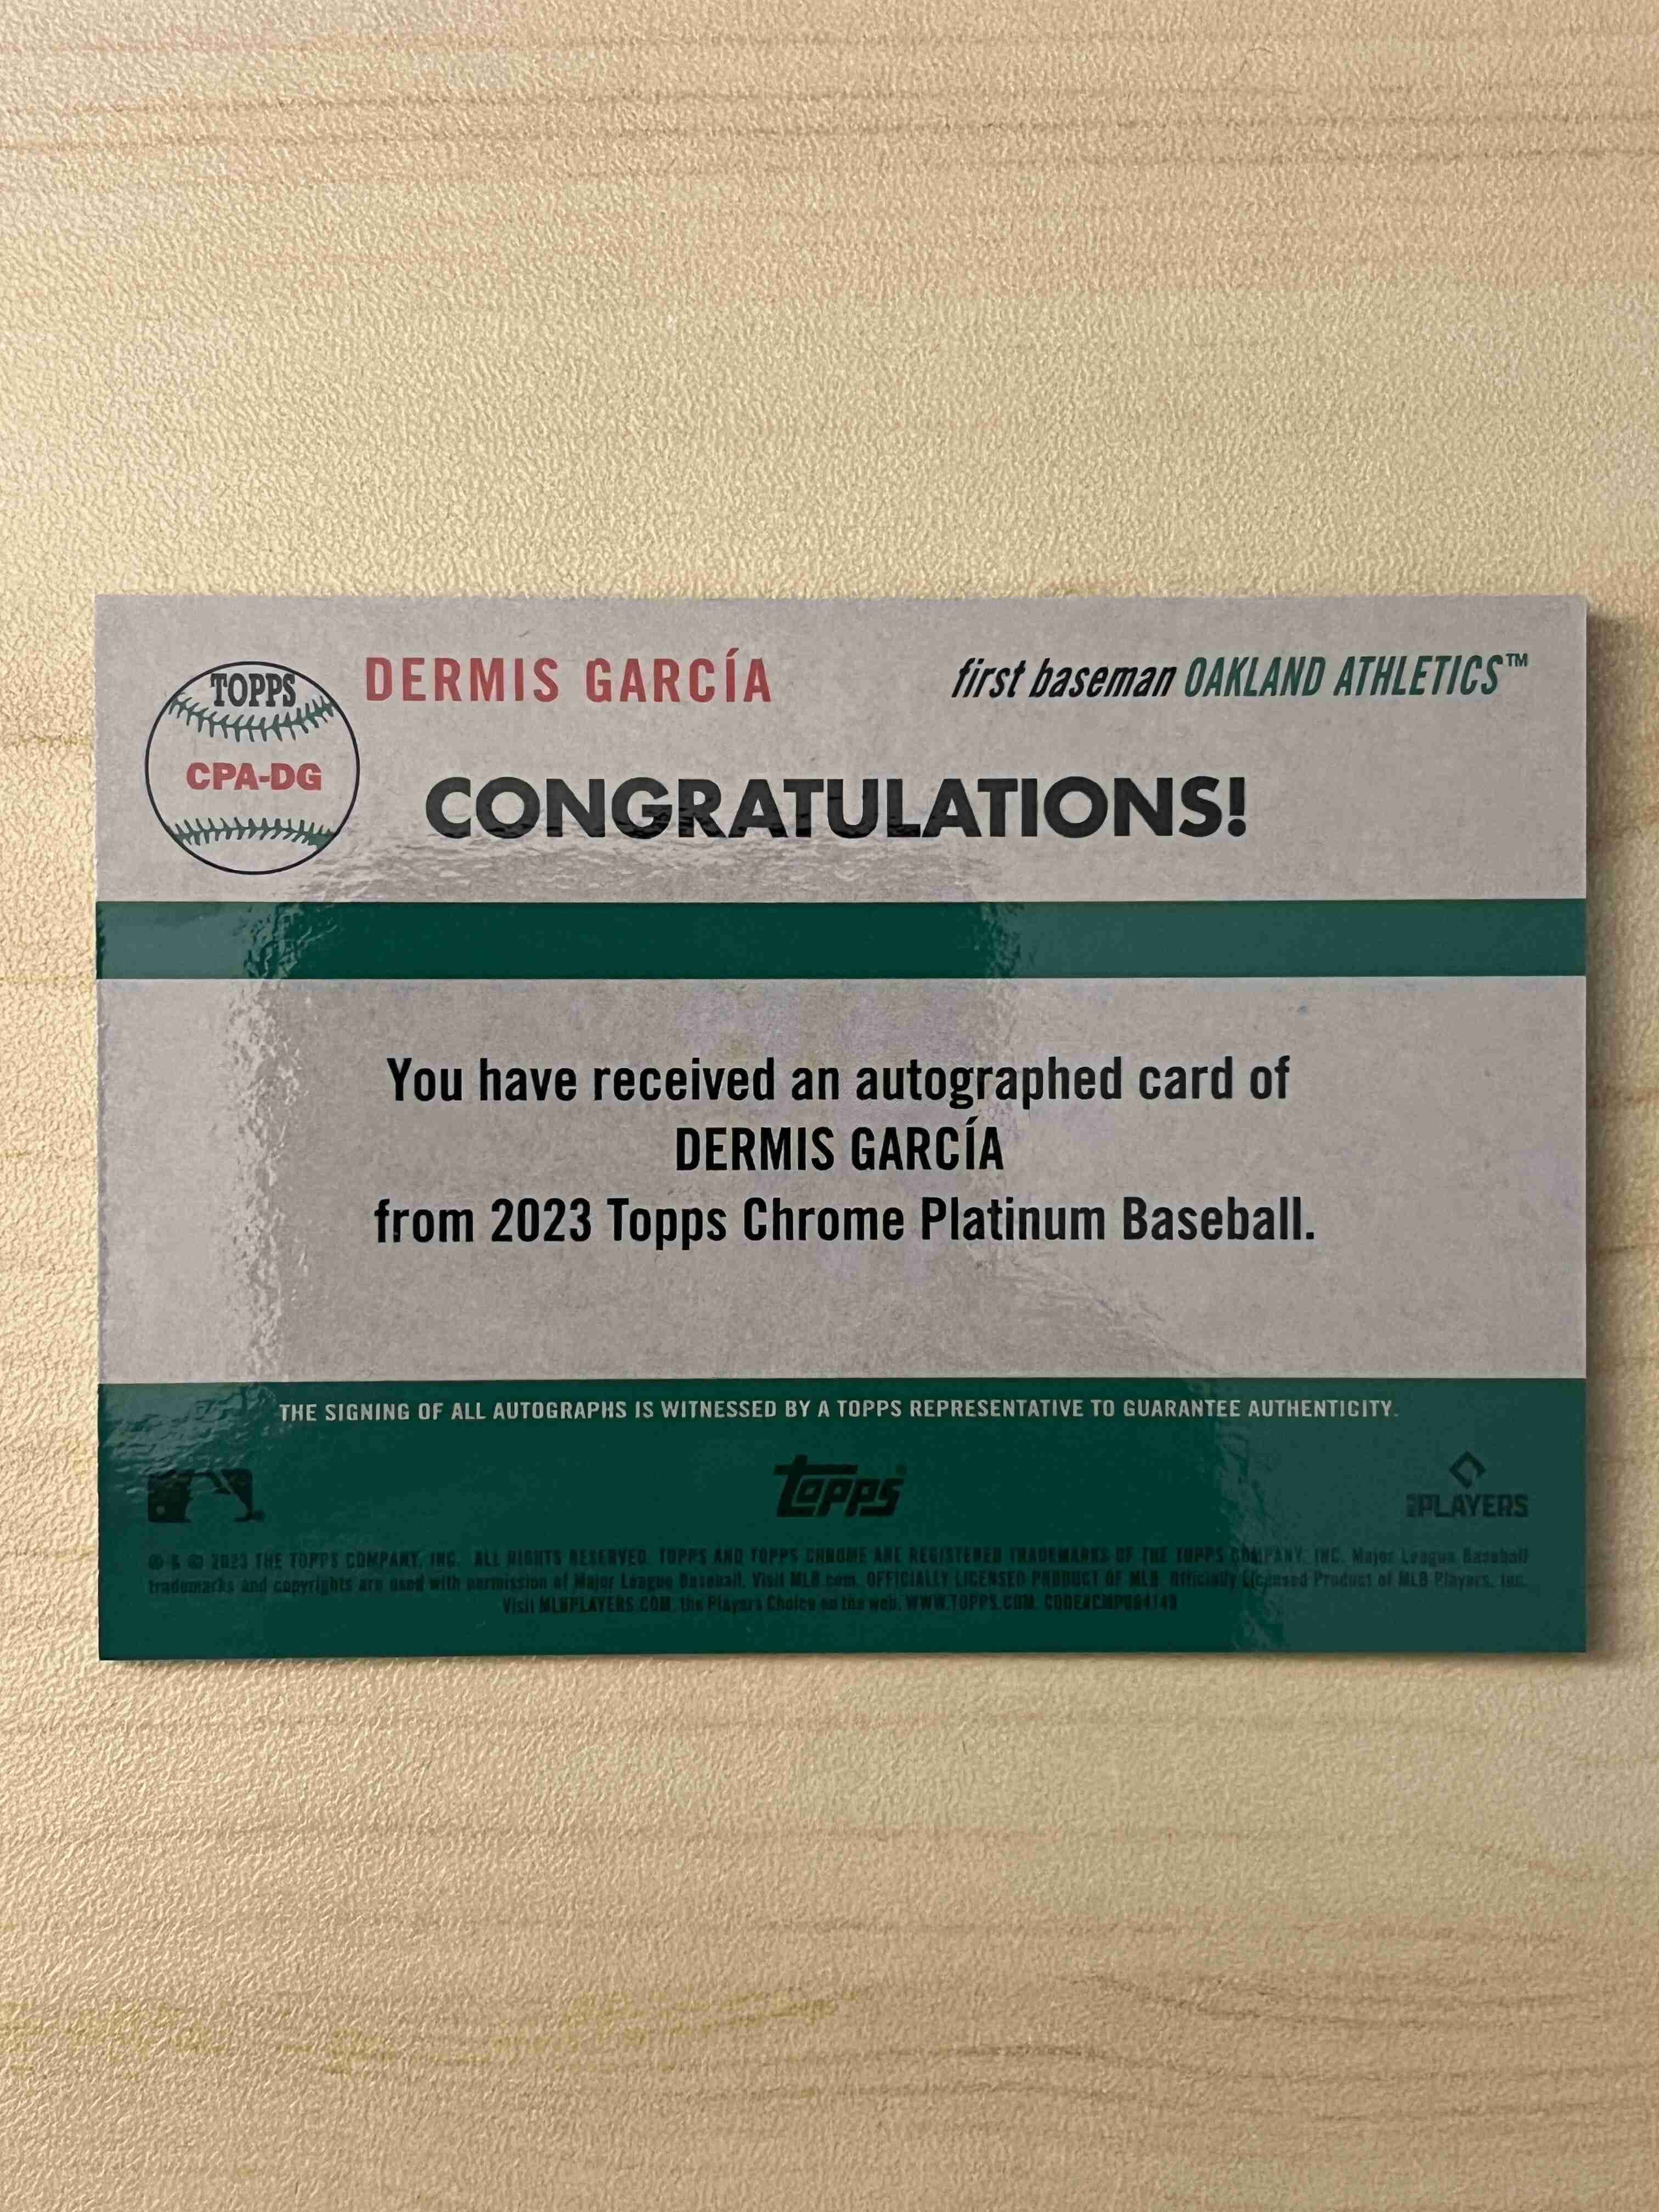 TOPPS
CPA-DG
DERMIS GARCÍA
first baseman OAKLAND ATHLETICS™
CONGRATULATIONS!
You have received an autographed card of
DERMIS GARCÍA
from 2023 Topps Chrome Platinum Baseball.
THE SIGNING OF ALL AUTOGRAPHS IS WITNESSED BY A TOPPS REPRESENTATIVE TO GUARANTEE AUTHENTICITY.
topps
PLAYERS
® & © 2023 THE TOPPS COMPANY, INC. ALL RIGHTS RESERVED. TOPPS AND TOPPS CHROME ARE REGISTERED TRADEMARKS OF THE TOPPS COMPANY, INC. Major League Baseball
trademarks and copyrights are used with permission of Major League Baseball. Visit MLB.com. OFFICIALLY LICENSED PRODUCT OF MLB. Officially Licensed Product of MLB Players, Inc.
Visit MLBPLAYERS.COM, the Players Choice on the web. WWW.TOPPS.COM